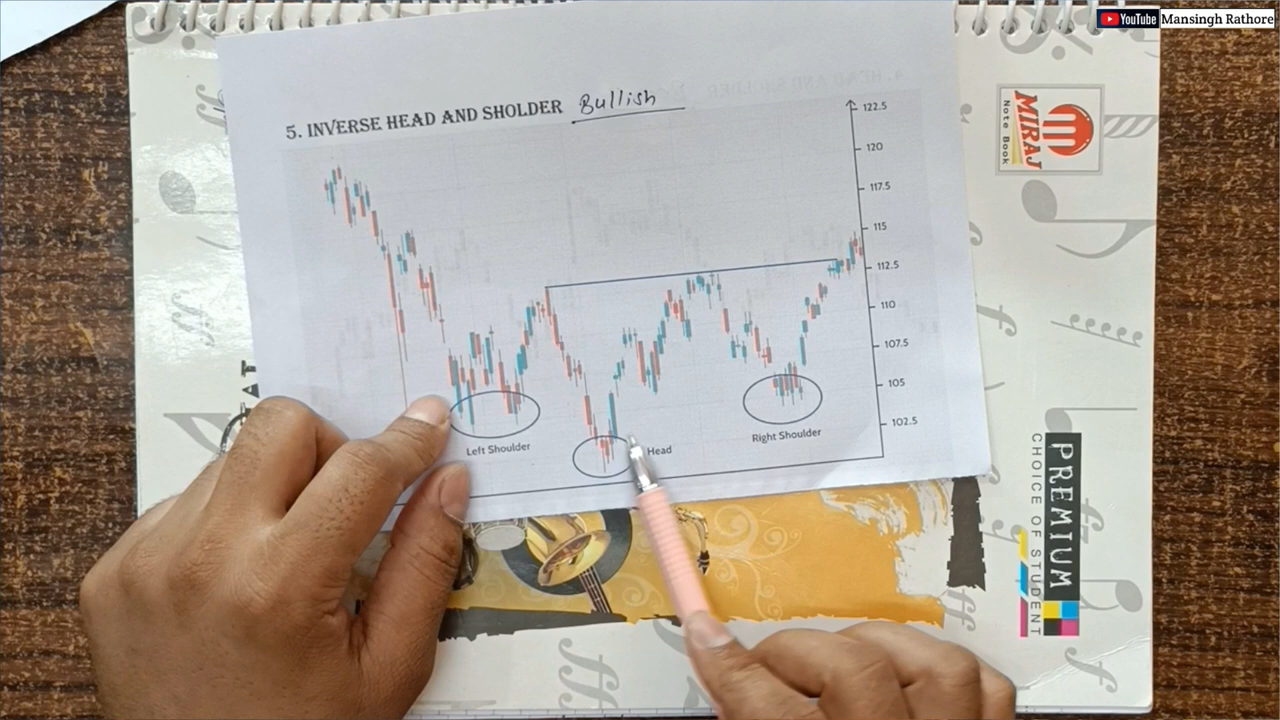 YouTube Mansingh Rathore
5. INVERSE HEAD AND SHOLDER Bullish
122.5
120
117.5
115
112.5
110
107.5
105
102.5
Left Shoulder
Head
Right Shoulder
MIRAJ
Note Book
PREMIUM
CHOICE OF STUDENT